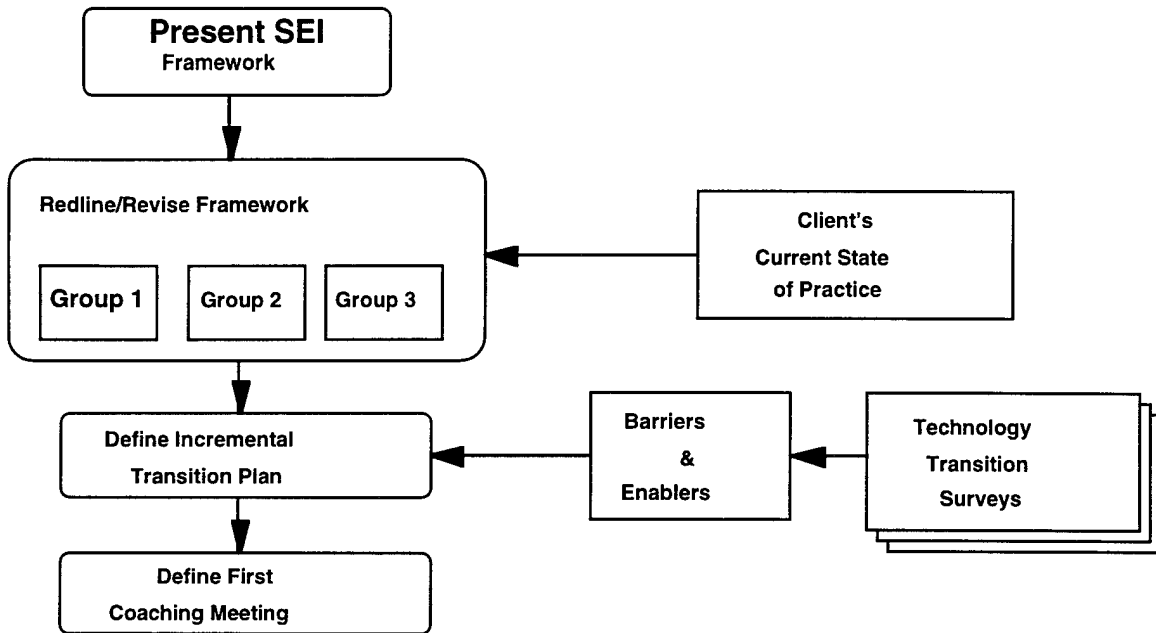 Present SEI
Framework
Redline/Revise Framework
Group 1
Group 2
Group 3
Client's
Current State
of Practice
Define Incremental
Transition Plan
Barriers
&
Enablers
Technology
Transition
Surveys
Define First
Coaching Meeting